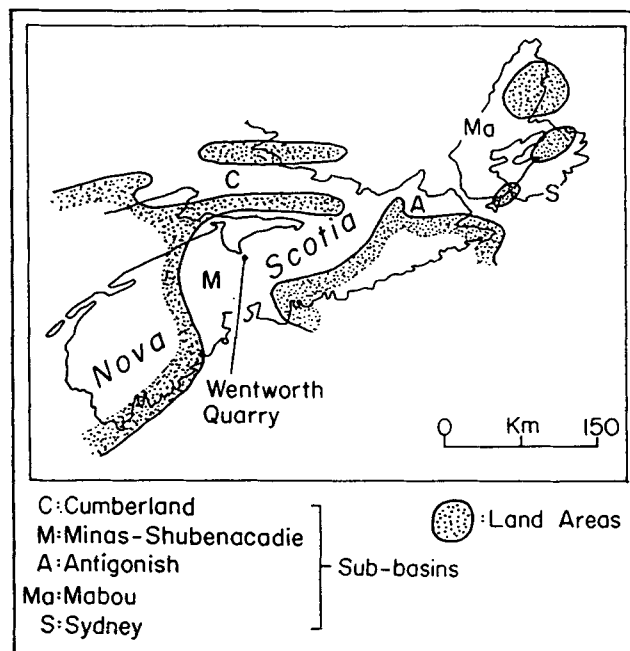 Ma
C
A
S
Scotia
M
Nova
Wentworth
Quarry
0 Km 150
C:Cumberland
M:Minas-Shubenacadie
A:Antigonish
Ma:Mabou
S:Sydney
Sub-basins
:Land Areas